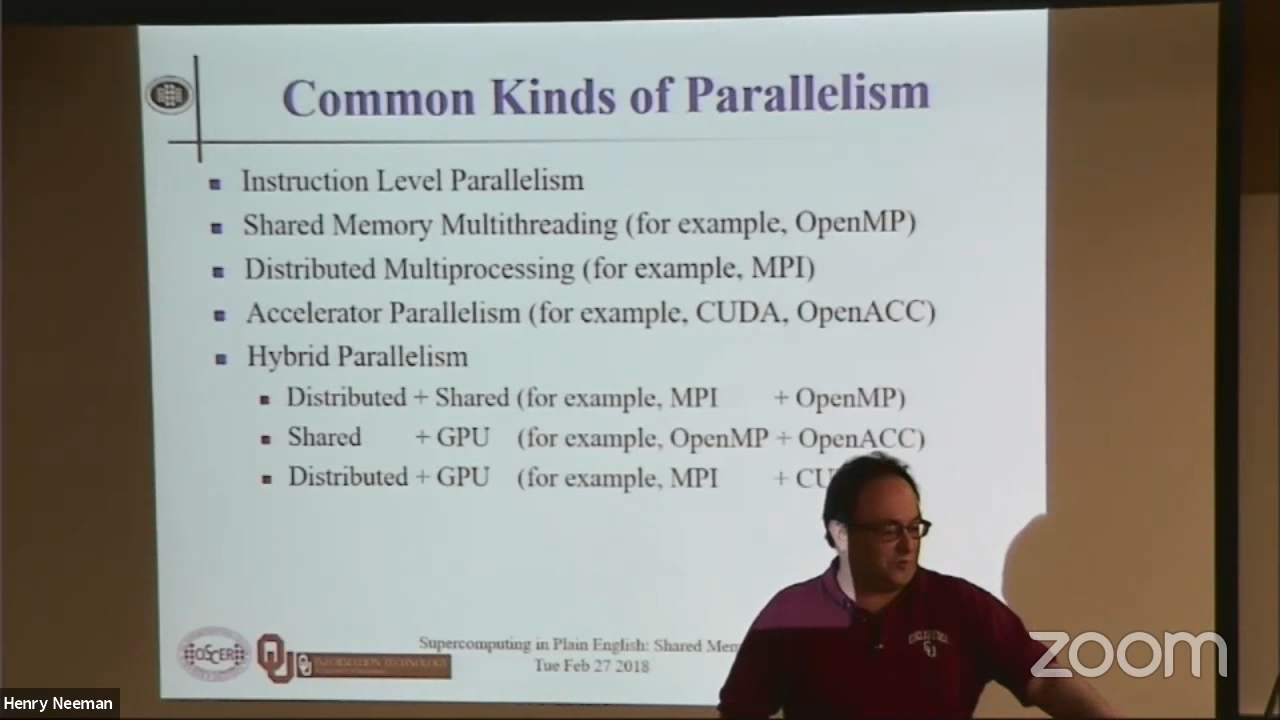 Common Kinds of Parallelism
Instruction Level Parallelism
Shared Memory Multithreading (for example, OpenMP)
Distributed Multiprocessing (for example, MPI)
Accelerator Parallelism (for example, CUDA, OpenACC)
Hybrid Parallelism
Distributed + Shared (for example, MPI + OpenMP)
Shared + GPU (for example, OpenMP + OpenACC)
Distributed + GPU (for example, MPI + CU
OSCER
INFORMATION TECHNOLOGY
Supercomputing in Plain English: Shared Mem
Tue Feb 27 2018
zoom
Henry Neeman